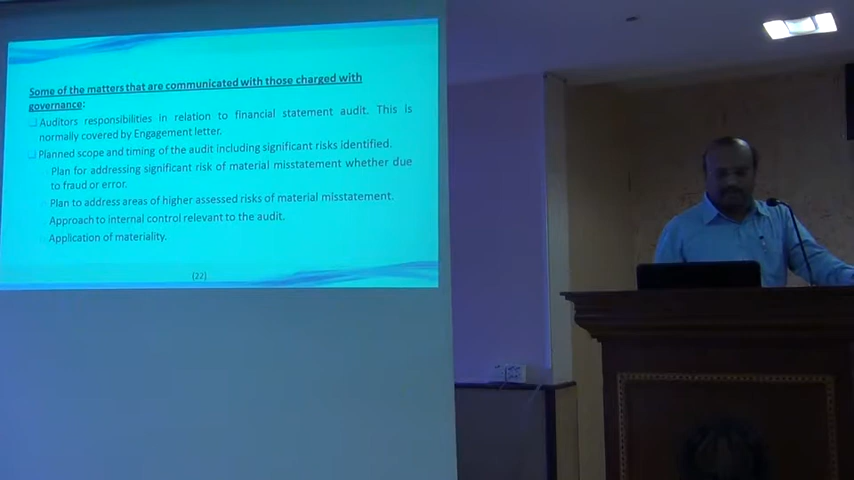 Some of the matters that are communicated with those charged with
governance:
Auditors responsibilities in relation to financial statement audit. This is
normally covered by Engagement letter.
Planned scope and timing of the audit including significant risks identified.
Plan for addressing significant risk of material misstatement whether due
to fraud or error.
Plan to address areas of higher assessed risks of material misstatement.
Approach to internal control relevant to the audit.
Application of materiality.
(22)